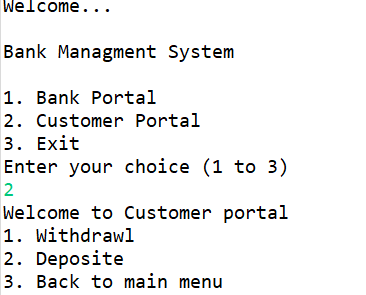 Welcome...
Bank Managment System
1. Bank Portal
2. Customer Portal
3. Exit
Enter your choice (1 to 3)
2
Welcome to Customer portal
1. Withdrawl
2. Deposite
3. Back to main menu